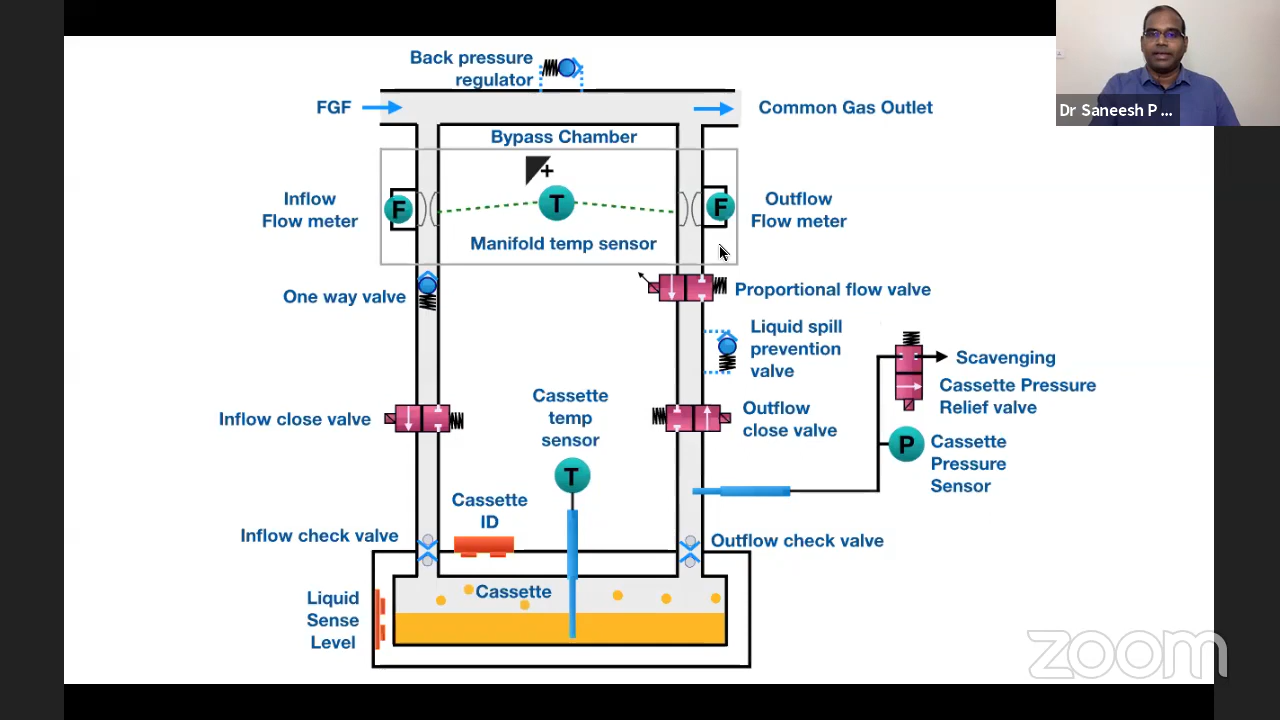 Back pressure
regulator
FGF
Common Gas Outlet
Dr Saneesh P ...
Bypass Chamber
+
Inflow
Flow meter
F
T
F
Outflow
Flow meter
Manifold temp sensor
One way valve
Proportional flow valve
Liquid spill
prevention
valve
Scavenging
Cassette Pressure
Relief valve
Cassette
temp
sensor
Inflow close valve
Outflow
close valve
P
Cassette
Pressure
Sensor
T
Cassette
ID
Inflow check valve
Outflow check valve
Cassette
Liquid
Sense
Level
zoom